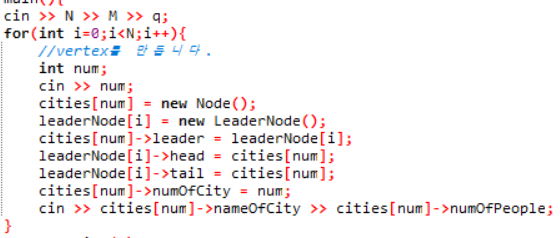 cin >> N >> M >> q;
for(int i=0;i<N;i++){
//vertex를 만듭니다.
int num;
cin >> num;
cities[num] = new Node();
leaderNode[i] = new LeaderNode();
cities[num]->leader = leaderNode[i];
leaderNode[i]->head = cities[num];
leaderNode[i]->tail = cities[num];
cities[num]->numOfCity = num;
cin >> cities[num]->nameOfCity >> cities[num]->numOfPeople;
}